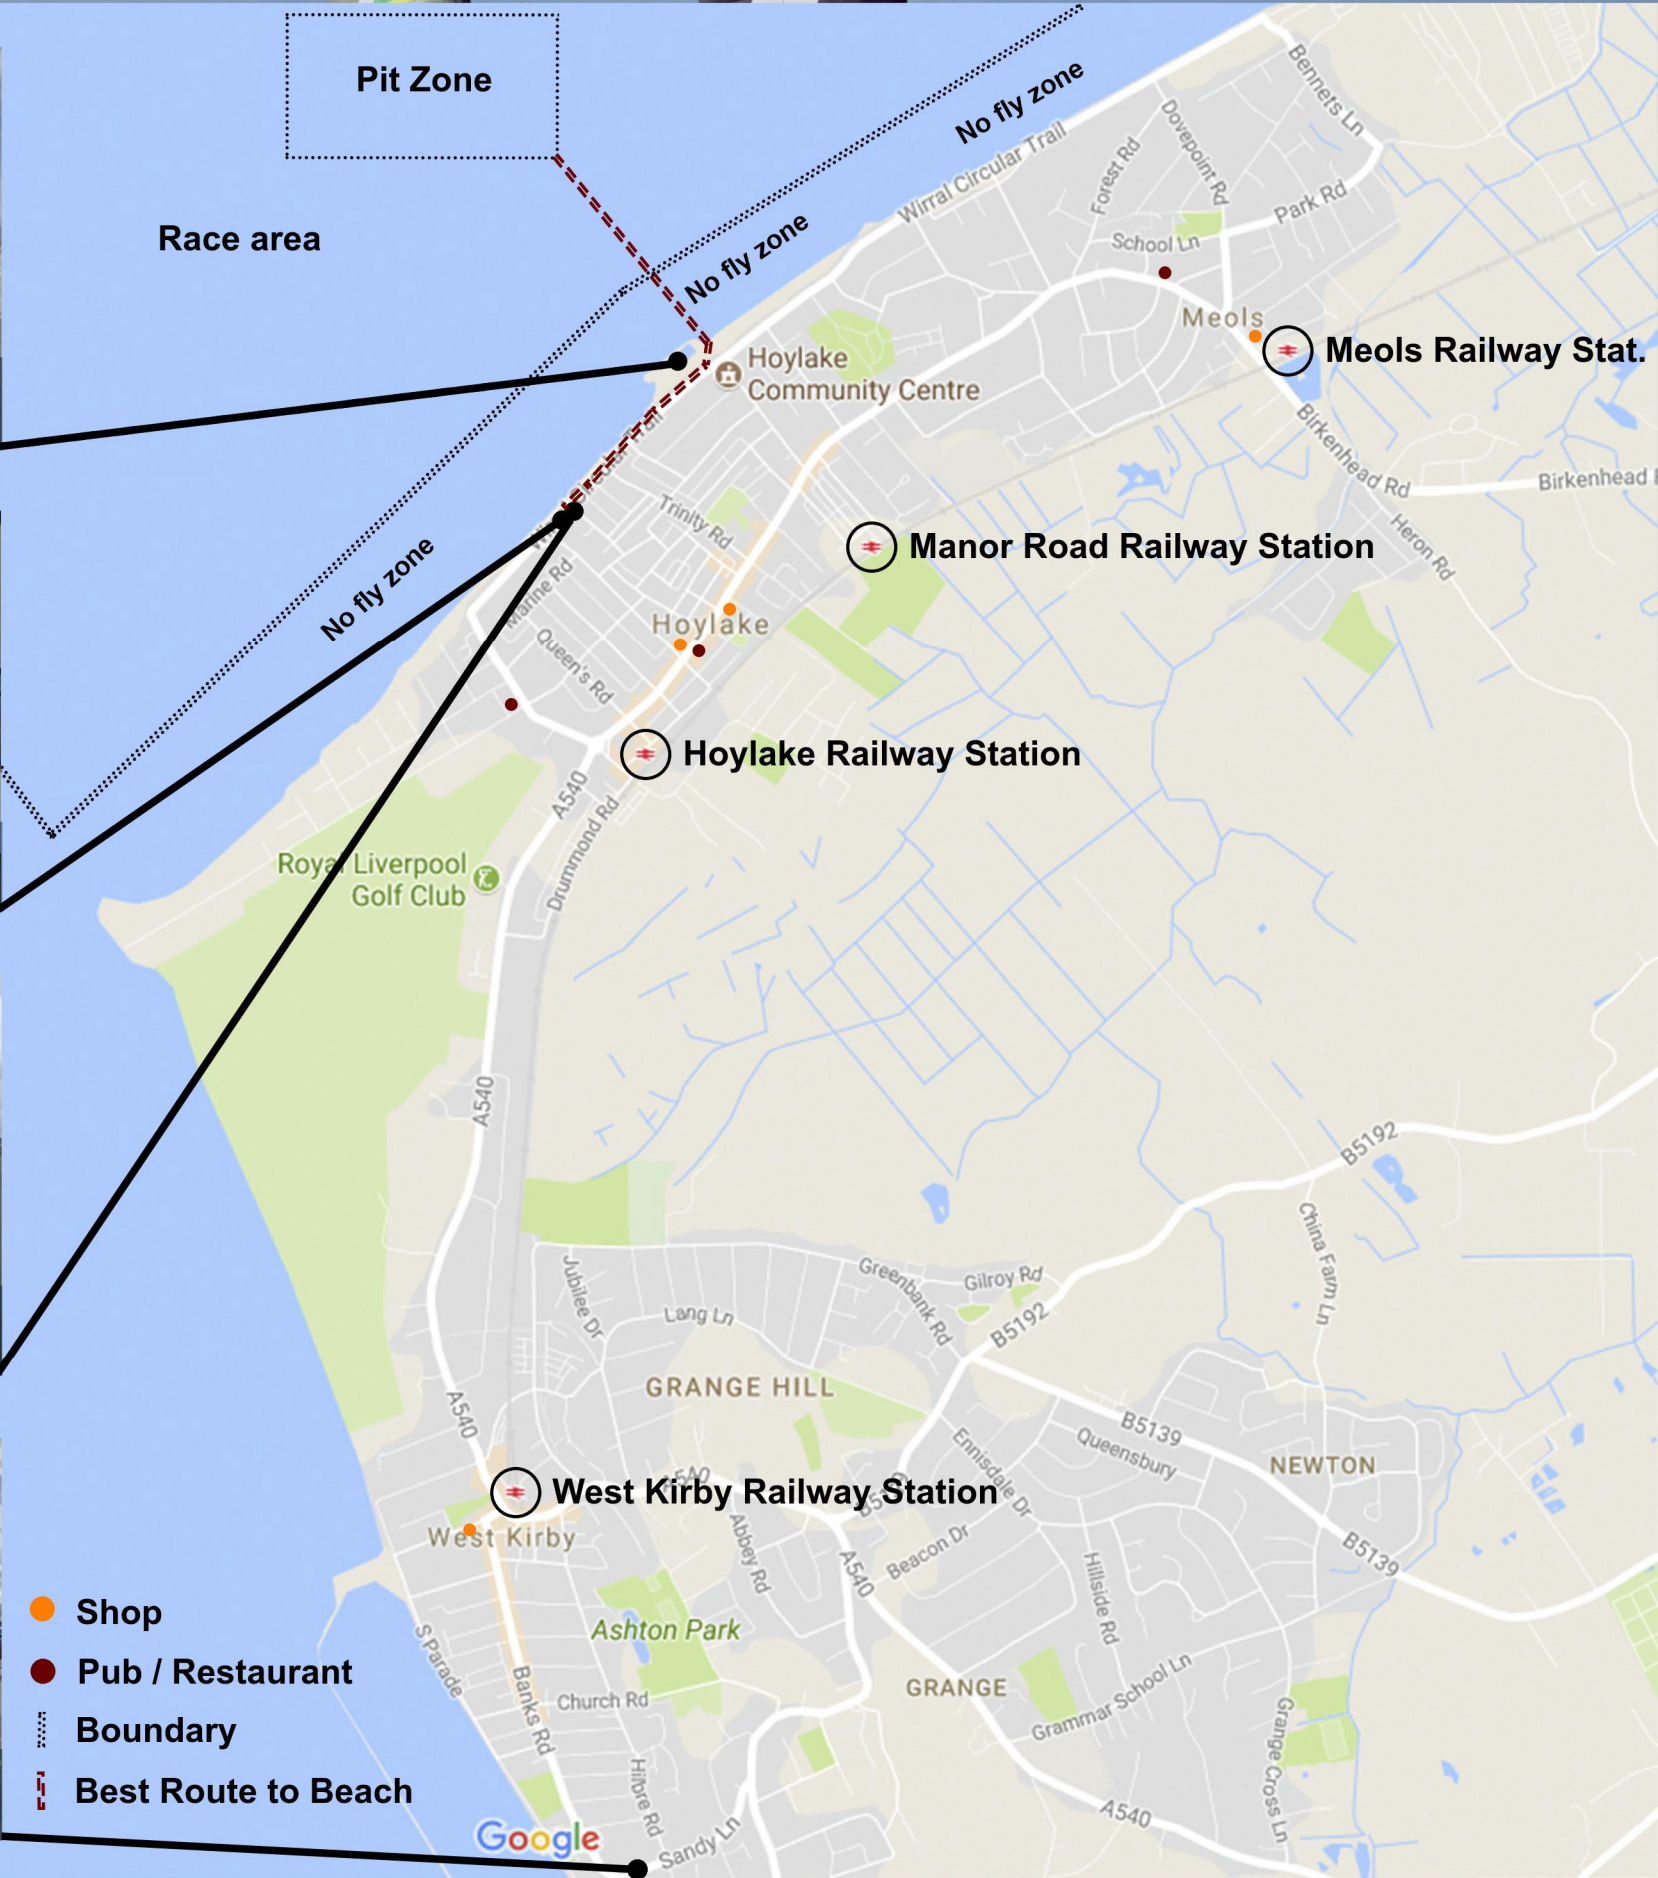 Pit Zone
No fly zone
Bennets Ln
Wirral Circular Trail
Forest Rd
Dovepoint Rd
Park Rd
Race area
No fly zone
School Ln
Meols
Meols Railway Stat.
Hoylake
Community Centre
Trail
Birkenhead Rd
Birkenhead
Trinity Rd
Heron Rd
Manor Road Railway Station
No fly zone
Marine Rd
Hoylake
Queen's Rd
Hoylake Railway Station
A540
Drummond Rd
Royal Liverpool
Golf Club
A540
B5192
China Farm Ln
Jubilee Dr
Greenbank Rd
Gilroy Rd
Lang Ln
B5192
GRANGE HILL
A540
B5139
Queensbury
Ennisdale Dr
NEWTON
A540
West Kirby Railway Station
West Kirby
Abbey Rd
Beacon Dr
A540
B5139
Hillside Rd
Shop
Ashton Park
S Parade
Pub / Restaurant
Banks Rd
Church Rd
GRANGE
Grammar School Ln
Grange Cross Ln
Boundary
Best Route to Beach
Hilbre Rd
A540
Google
Sandy Ln